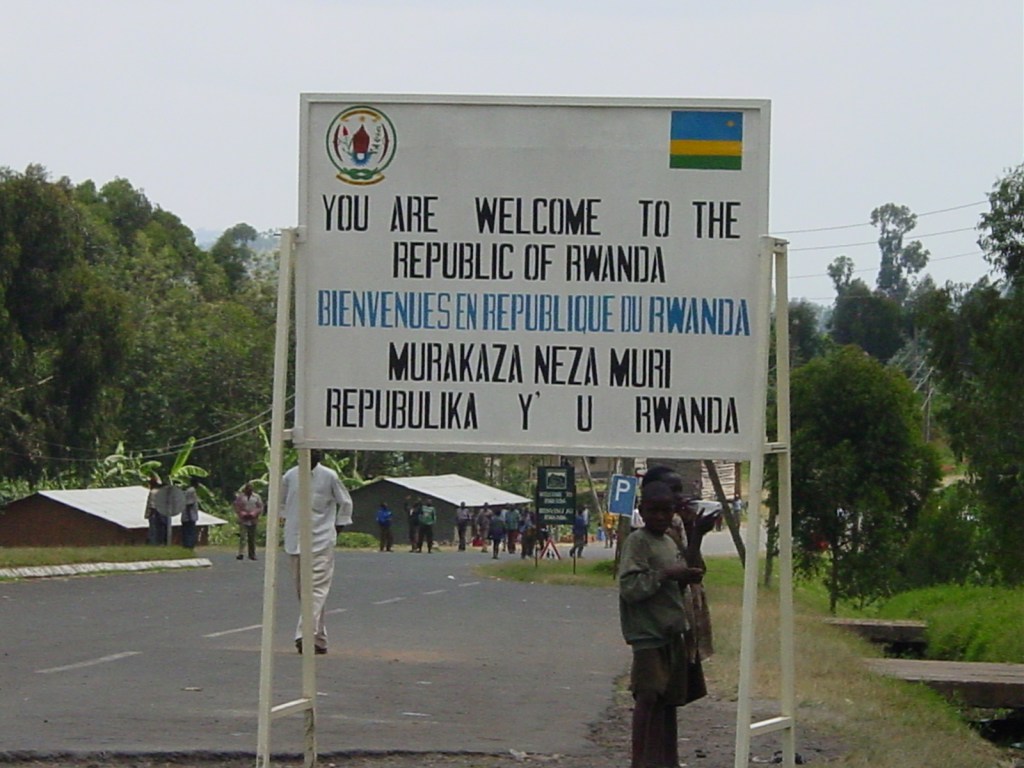 YOU ARE WELCOME TO THE
REPUBLIC OF RWANDA
BIENVENUES EN REPUBLIQUE DU RWANDA
MURAKAZA NEZA MURI
REPUBULIKA Y' U RWANDA
P